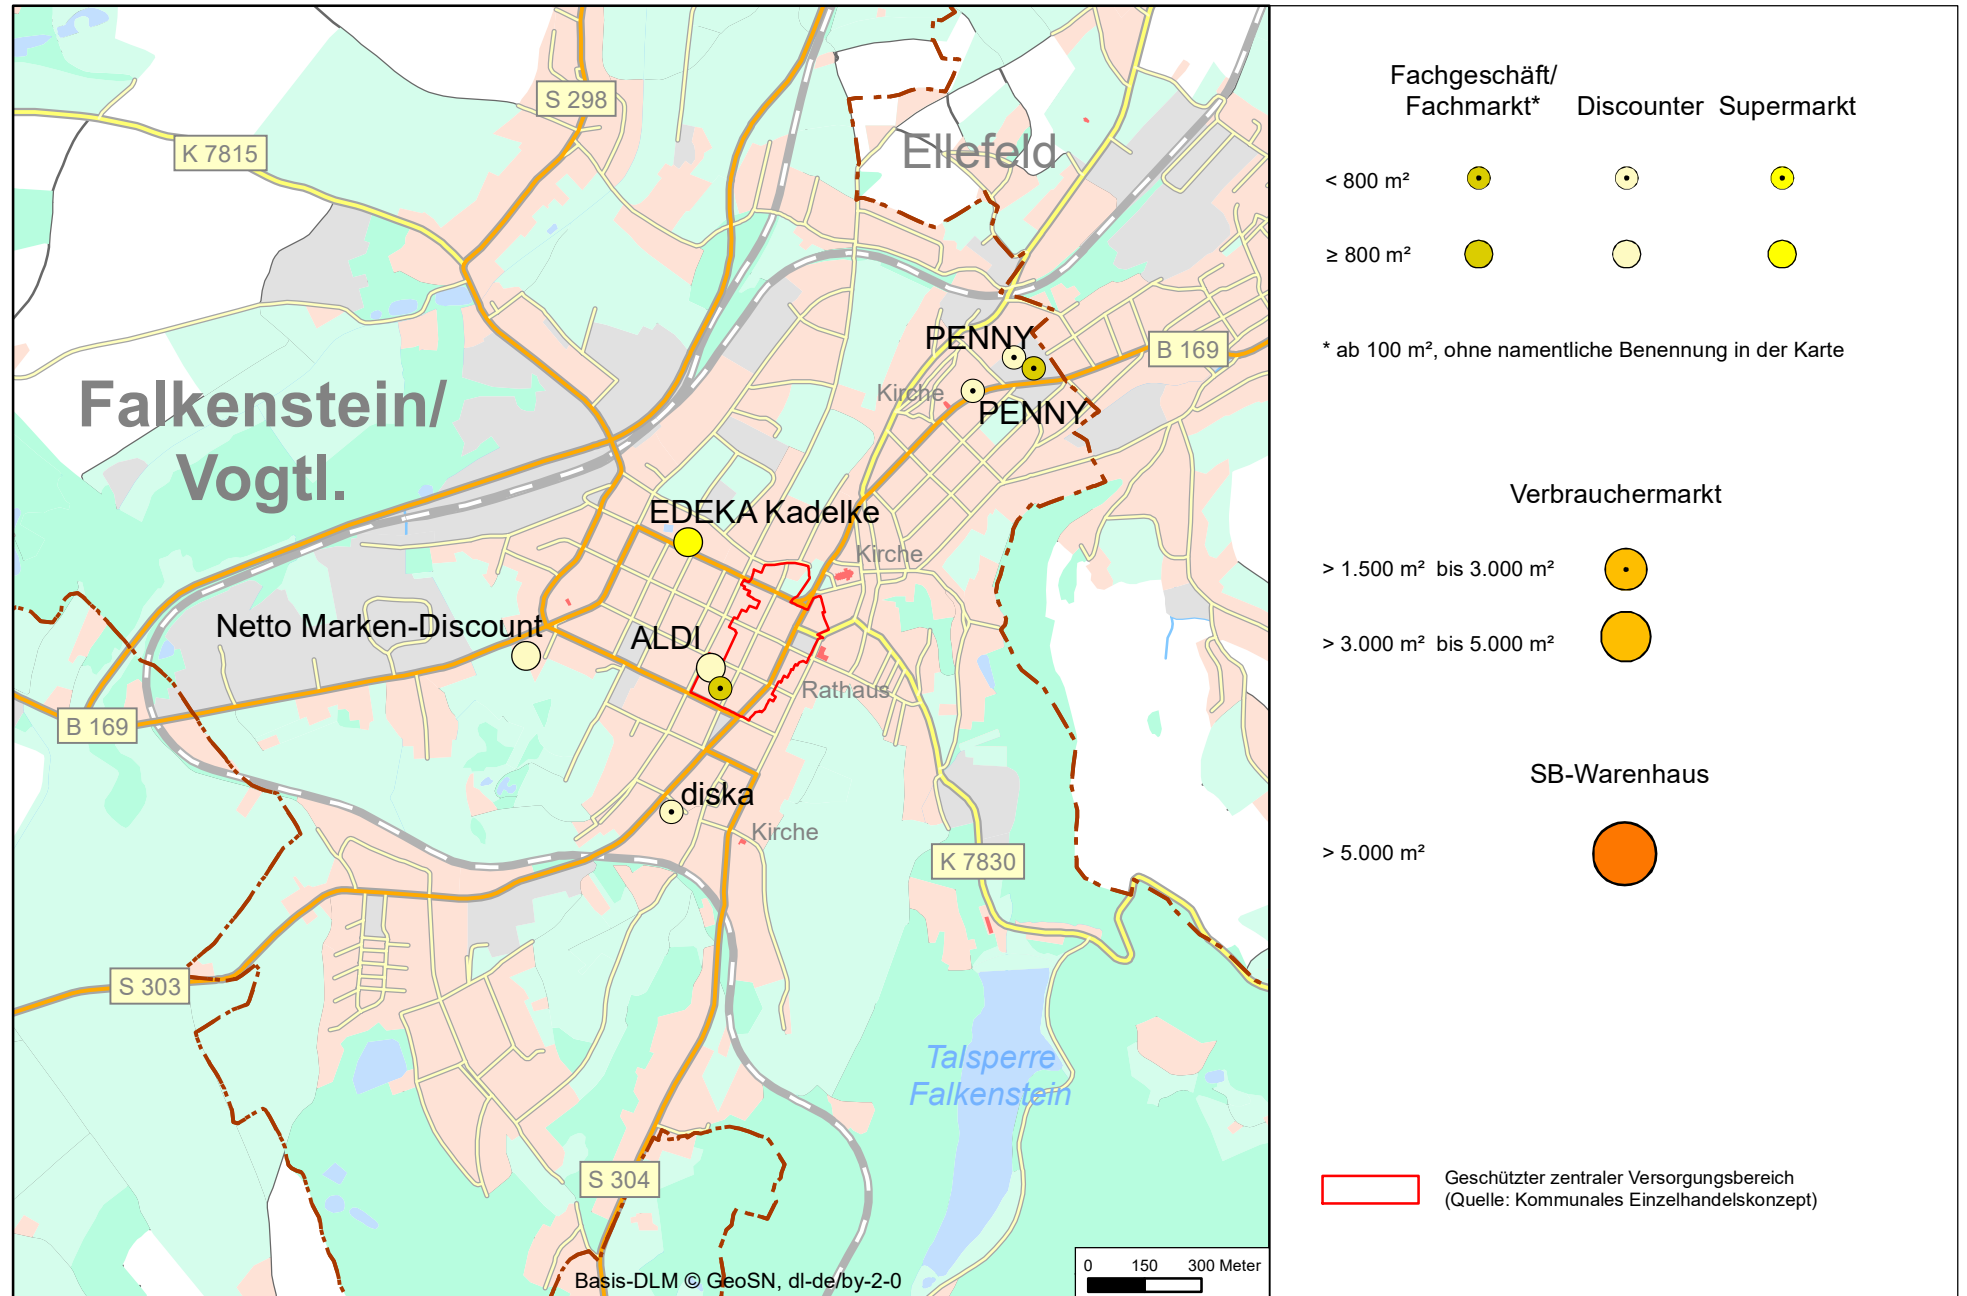 S 298
K 7815
Ellefeld
PENNY
B 169
Kirche
PENNY
Falkenstein/
Vogtl.
EDEKA Kadelke
Kirche
Netto Marken-Discount
ALDI
Rathaus
B 169
diska
Kirche
K 7830
S 303
Talsperre
Falkenstein
S 304
Basis-DLM © GeoSN, dl-de/by-2-0
0 150 300 Meter
Fachgeschäft/
Fachmarkt* Discounter Supermarkt
< 800 m²
≥ 800 m²
* ab 100 m², ohne namentliche Benennung in der Karte
Verbrauchermarkt
> 1.500 m² bis 3.000 m²
> 3.000 m² bis 5.000 m²
SB-Warenhaus
> 5.000 m²
Geschützter zentraler Versorgungsbereich
(Quelle: Kommunales Einzelhandelskonzept)